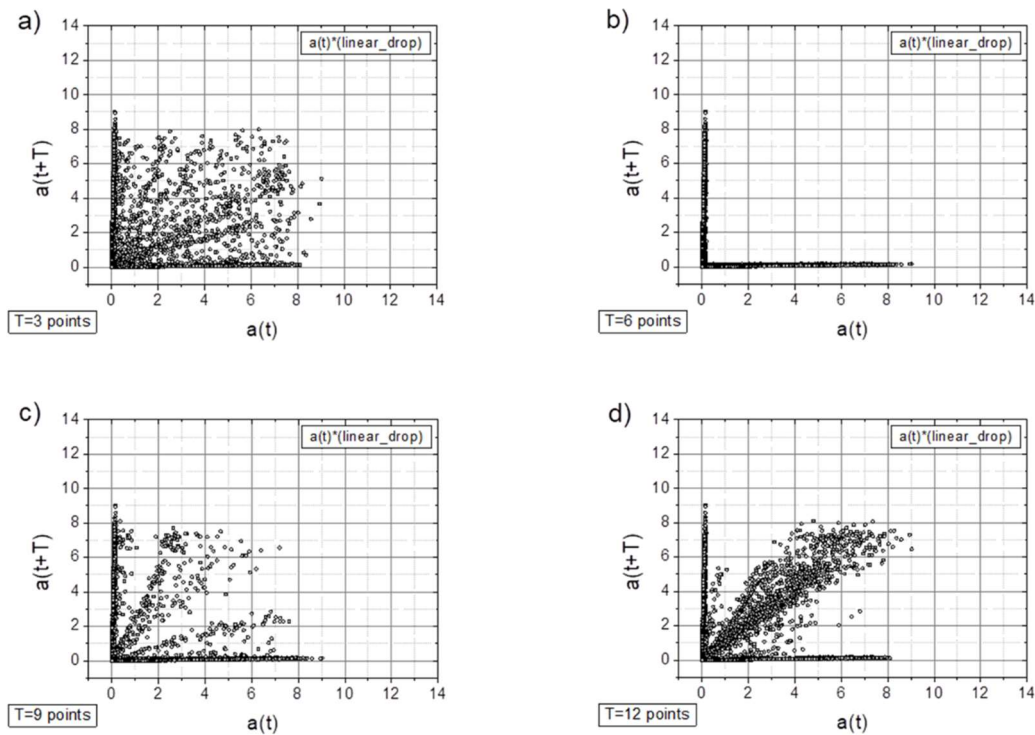 a)
a(t)*(linear_drop)
14
12
10
8
6
4
2
0
a(t+T)
0 2 4 6 8 10 12 14
T=3 points
a(t)
b)
a(t)*(linear_drop)
14
12
10
8
6
4
2
0
a(t+T)
0 2 4 6 8 10 12 14
T=6 points
a(t)
c)
a(t)*(linear_drop)
14
12
10
8
6
4
2
0
a(t+T)
0 2 4 6 8 10 12 14
T=9 points
a(t)
d)
a(t)*(linear_drop)
14
12
10
8
6
4
2
0
a(t+T)
0 2 4 6 8 10 12 14
T=12 points
a(t)